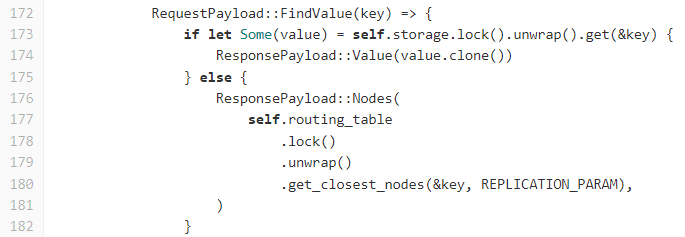 172 RequestPayload::FindValue(key) => {
173 if let Some(value) = self.storage.lock().unwrap().get(&key) {
174 ResponsePayload::Value(value.clone())
175 } else {
176 ResponsePayload::Nodes(
177 self.routing_table
178 .lock()
179 .unwrap()
180 .get_closest_nodes(&key, REPLICATION_PARAM),
181 )
182 }